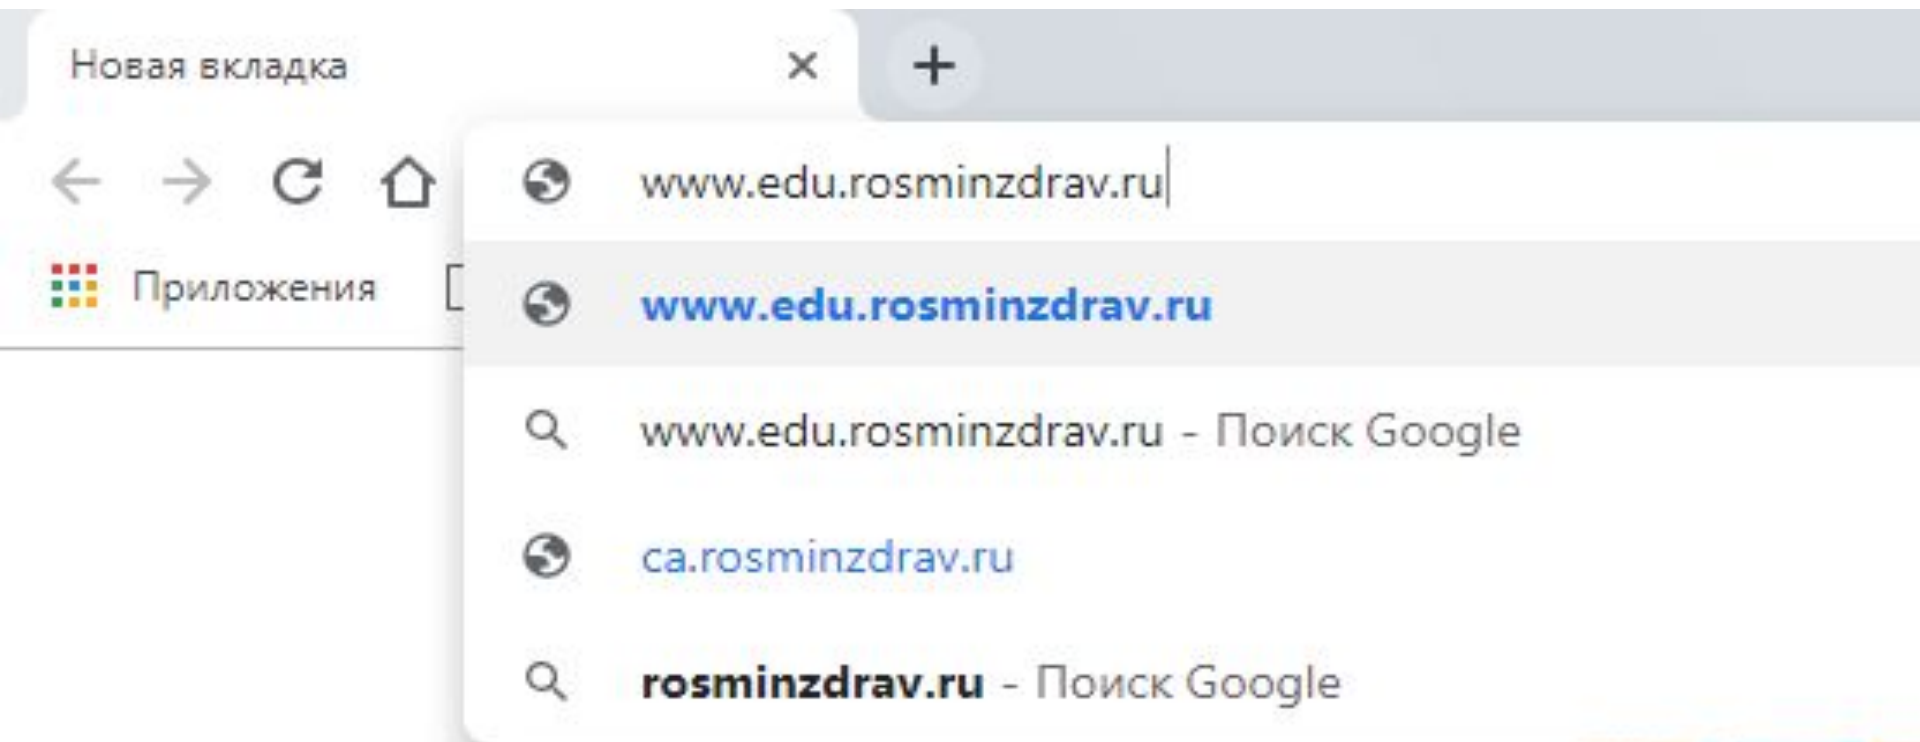 Новая вкладка
www.edu.rosminzdrav.ru
Приложения
www.edu.rosminzdrav.ru
www.edu.rosminzdrav.ru - Поиск Google
ca.rosminzdrav.ru
rosminzdrav.ru - Поиск Google